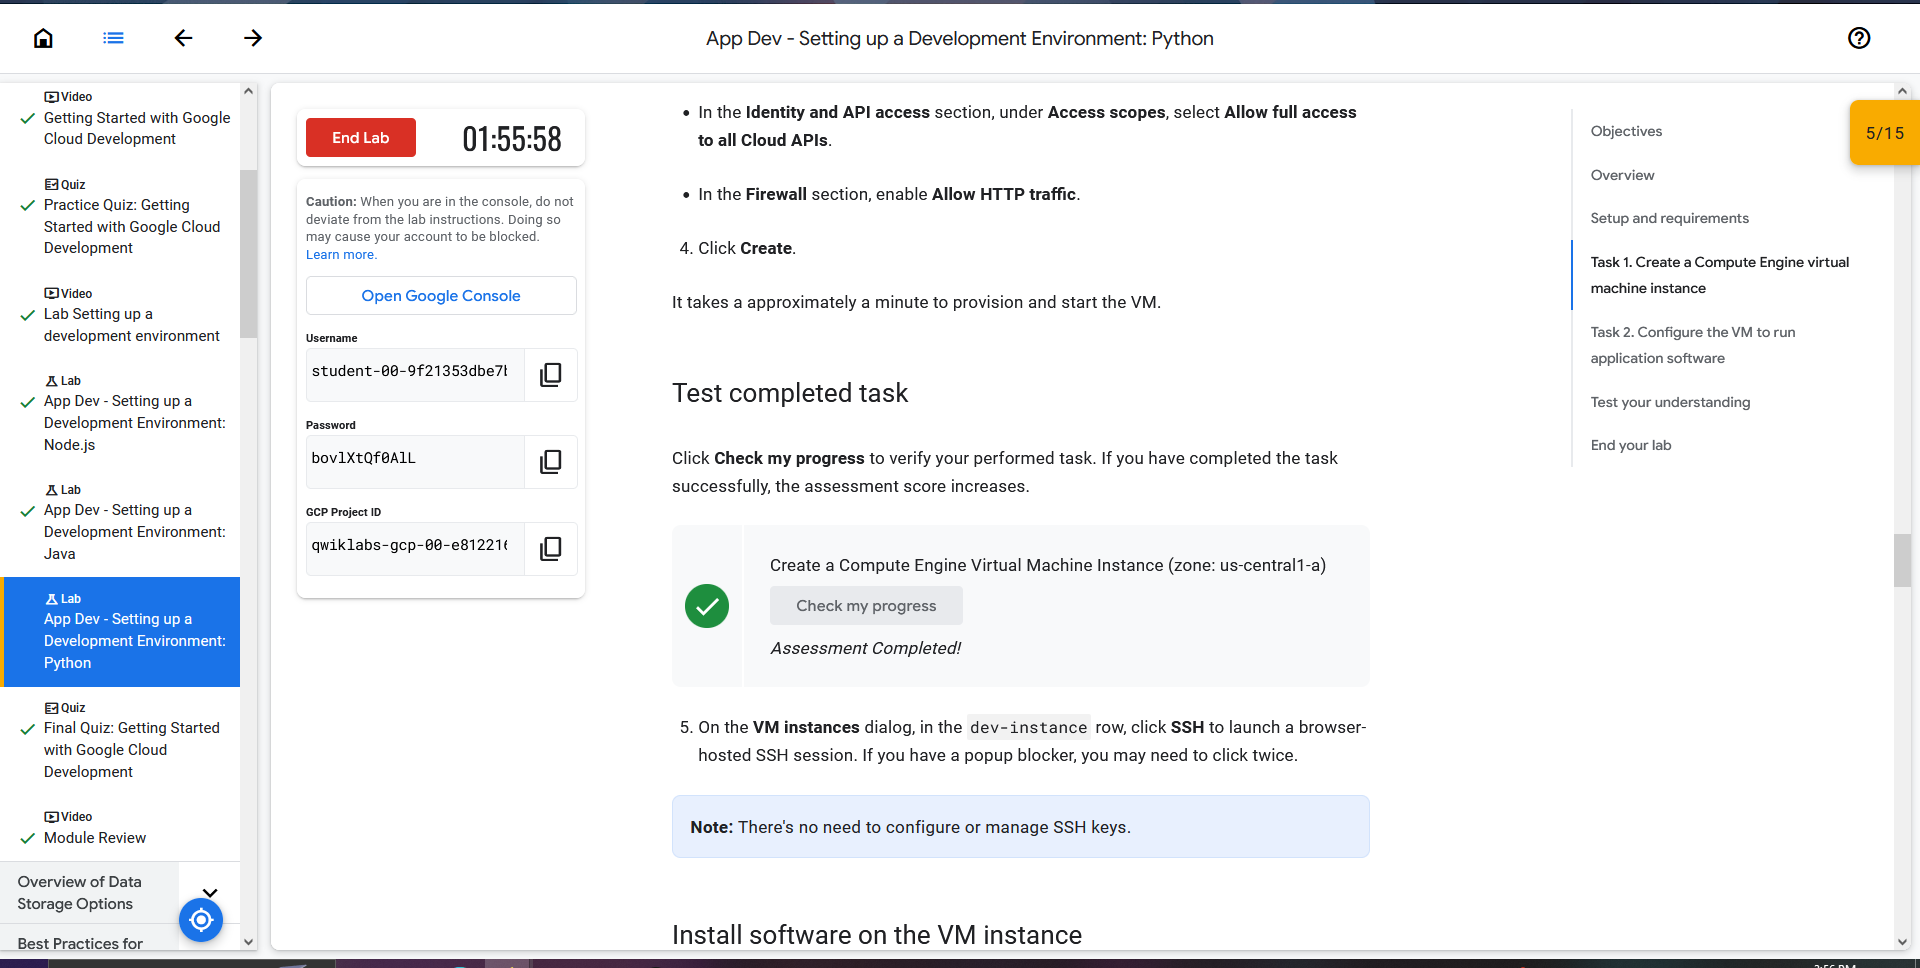 App Dev - Setting up a Development Environment: Python
Video
Getting Started with Google
Cloud Development
Quiz
Practice Quiz: Getting
Started with Google Cloud
Development
Video
Lab Setting up a
development environment
Lab
App Dev - Setting up a
Development Environment:
Node.js
Lab
App Dev - Setting up a
Development Environment:
Java
Lab
App Dev - Setting up a
Development Environment:
Python
Quiz
Final Quiz: Getting Started
with Google Cloud
Development
Video
Module Review
Overview of Data
Storage Options
Best Practices for
End Lab
01:55:58
Caution: When you are in the console, do not
deviate from the lab instructions. Doing so
may cause your account to be blocked.
Learn more.
Open Google Console
Username
student-00-9f21353dbe7
Password
bovlXtQf0AlL
GCP Project ID
qwiklabs-gcp-00-e81221
• In the Identity and API access section, under Access scopes, select Allow full access
to all Cloud APIs.
• In the Firewall section, enable Allow HTTP traffic.
4. Click Create.
It takes a approximately a minute to provision and start the VM.
Test completed task
Click Check my progress to verify your performed task. If you have completed the task
successfully, the assessment score increases.
Create a Compute Engine Virtual Machine Instance (zone: us-central1-a)
Check my progress
Assessment Completed!
5. On the VM instances dialog, in the dev-instance row, click SSH to launch a browser-
hosted SSH session. If you have a popup blocker, you may need to click twice.
Note: There's no need to configure or manage SSH keys.
Install software on the VM instance
Objectives
Overview
Setup and requirements
Task 1. Create a Compute Engine virtual
machine instance
Task 2. Configure the VM to run
application software
Test your understanding
End your lab
5/15